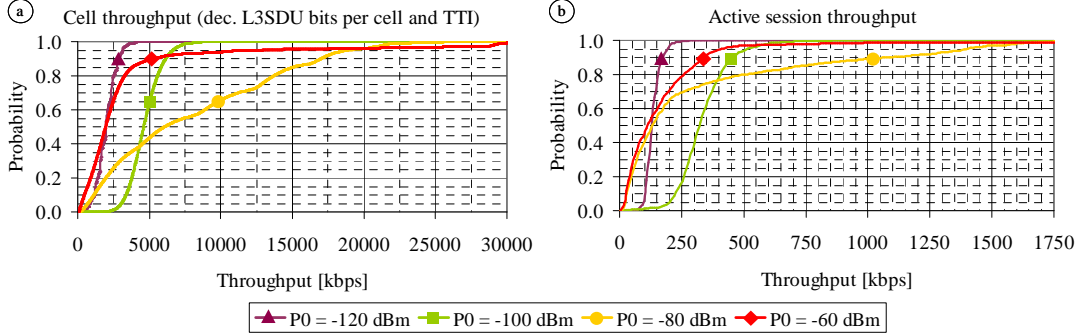 a Cell throughput (dec. L3SDU bits per cell and TTI)
Probability
1.0
0.8
0.6
0.4
0.2
0.0
0 5000 10000 15000 20000 25000 30000
Throughput [kbps]
b Active session throughput
Probability
1.0
0.8
0.6
0.4
0.2
0.0
0 250 500 750 1000 1250 1500 1750
Throughput [kbps]
P0 = -120 dBm P0 = -100 dBm P0 = -80 dBm P0 = -60 dBm